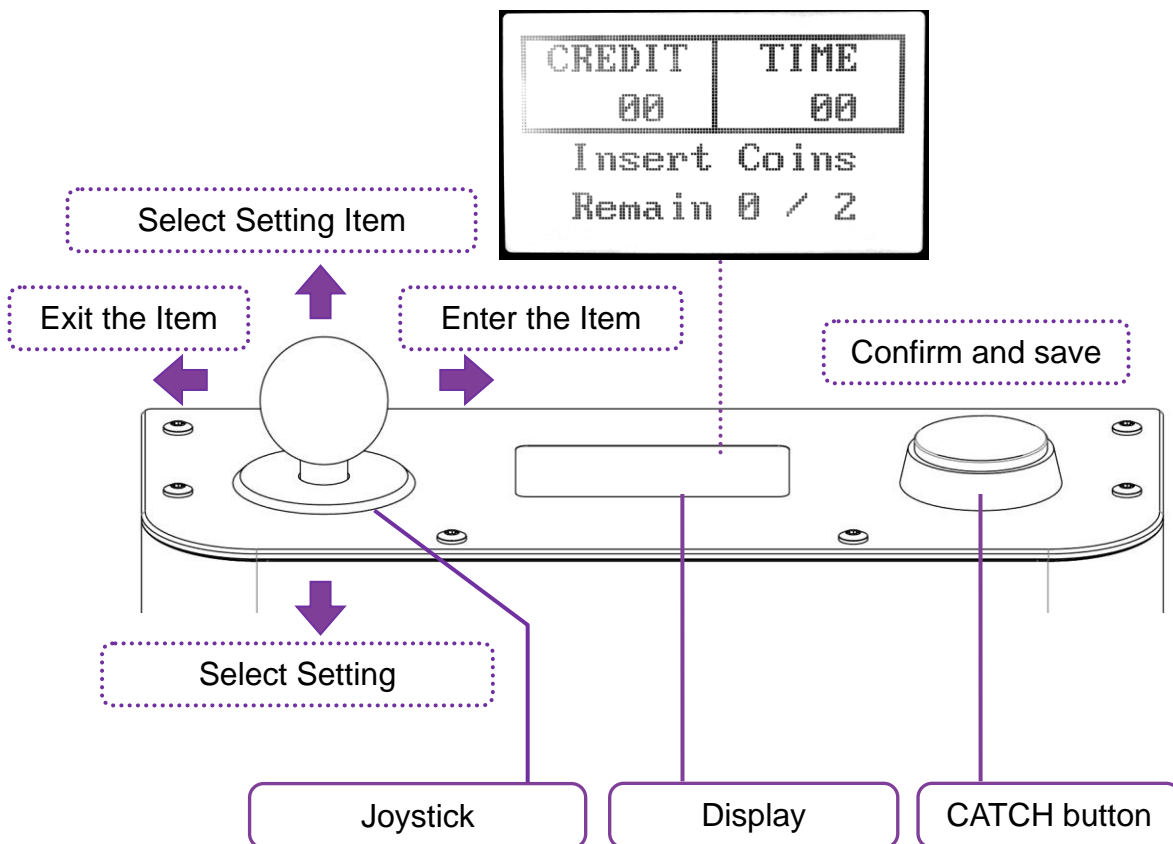 CREDIT TIME
00 00
Insert Coins
Remain 0 / 2
Select Setting Item
Exit the Item
Enter the Item
Confirm and save
Select Setting
Joystick
Display
CATCH button